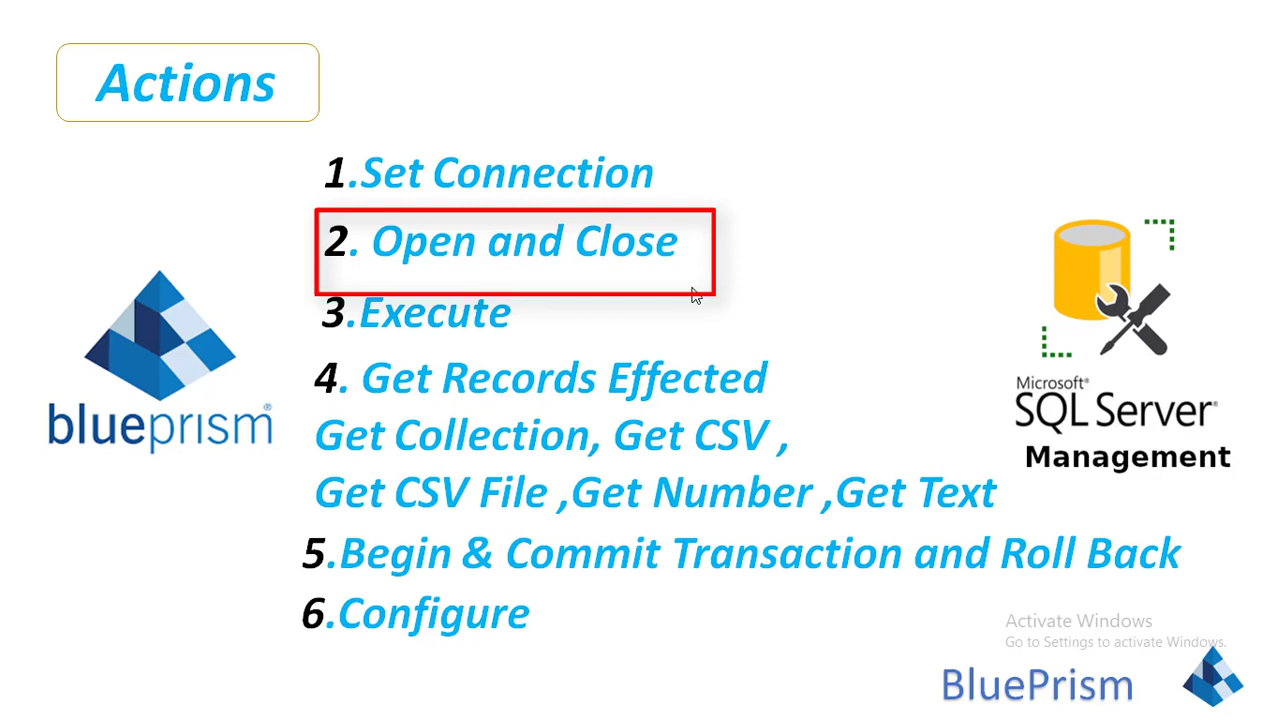 Actions
1.Set Connection
2. Open and Close
3.Execute
4. Get Records Effected
Get Collection, Get CSV ,
Get CSV File ,Get Number ,Get Text
5.Begin & Commit Transaction and Roll Back
6.Configure
blueprism®
Microsoft®
SQL Server®
Management
Activate Windows
Go to Settings to activate Windows.
BluePrism